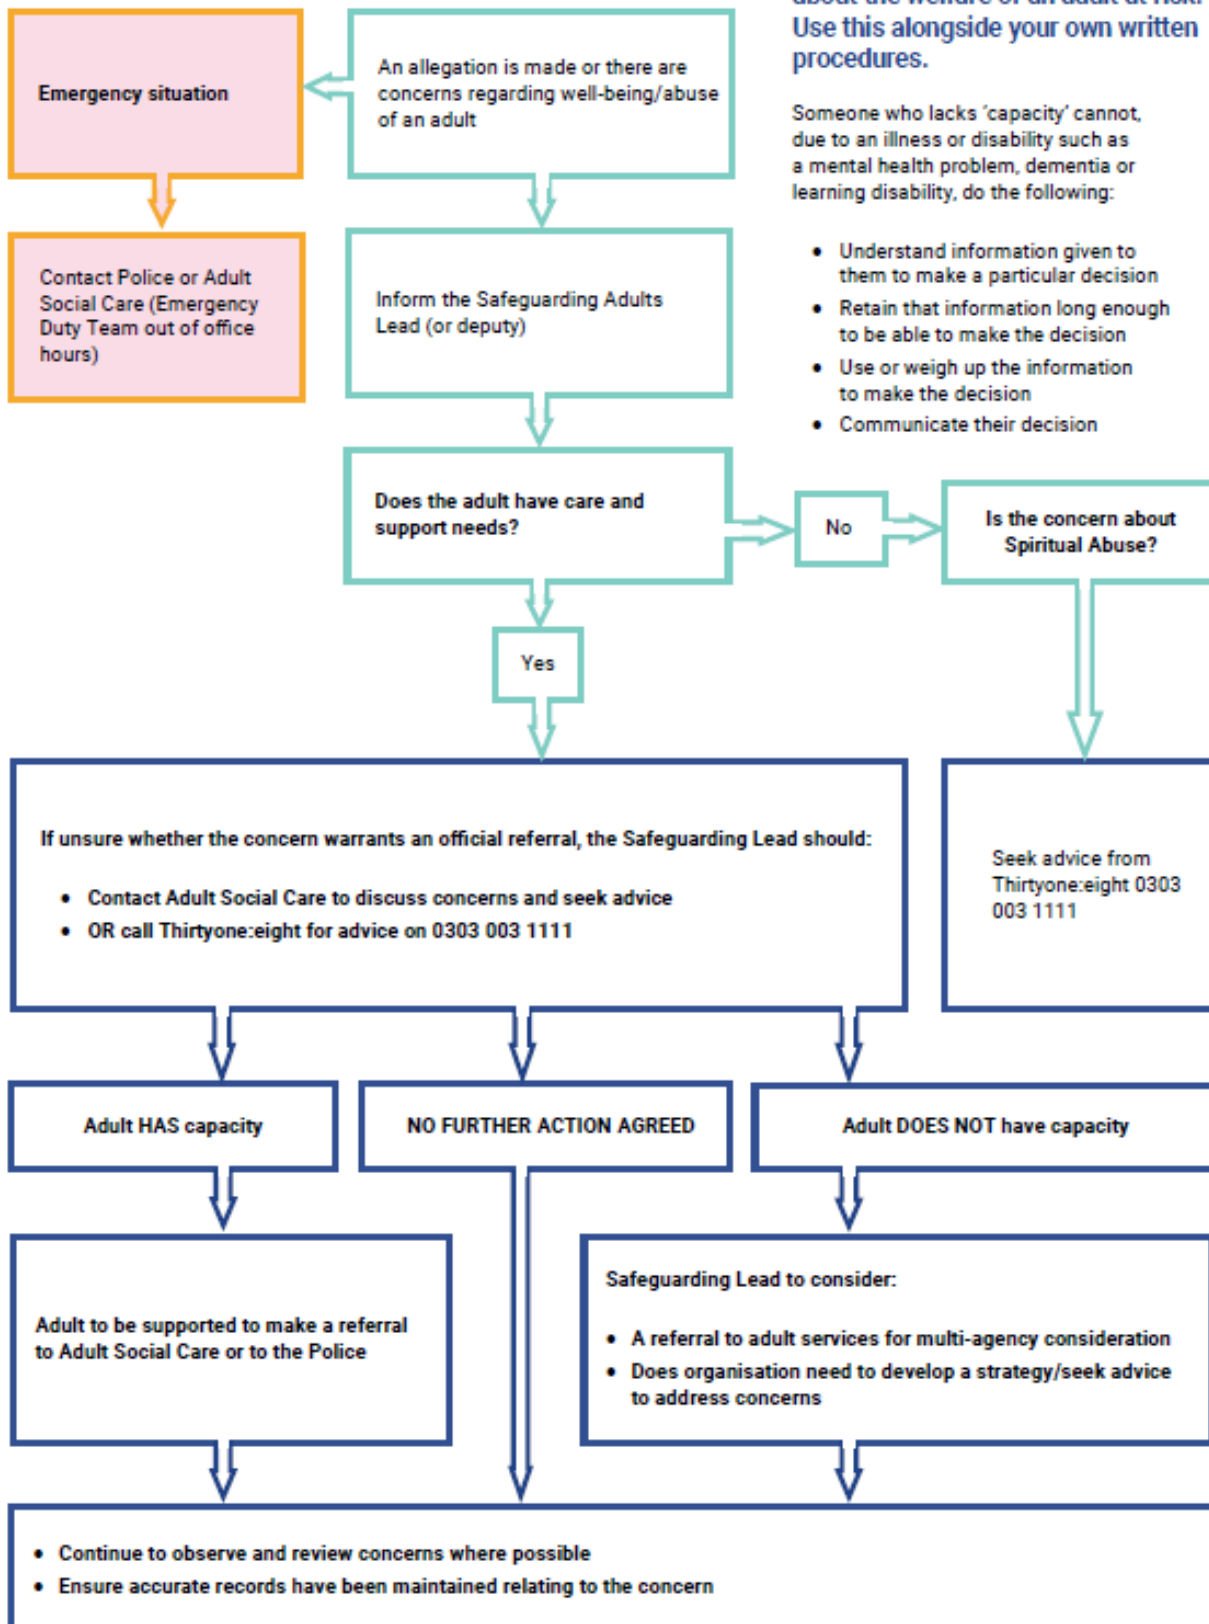 about the welfare of an adult at risk.
Use this alongside your own written
procedures.
Someone who lacks ‘capacity’ cannot,
due to an illness or disability such as
a mental health problem, dementia or
learning disability, do the following:
• Understand information given to
them to make a particular decision
• Retain that information long enough
to be able to make the decision
• Use or weigh up the information
to make the decision
• Communicate their decision
Emergency situation
An allegation is made or there are
concerns regarding well-being/abuse
of an adult
Contact Police or Adult
Social Care (Emergency
Duty Team out of office
hours)
Inform the Safeguarding Adults
Lead (or deputy)
Does the adult have care and
support needs?
No
Is the concern about
Spiritual Abuse?
Yes
If unsure whether the concern warrants an official referral, the Safeguarding Lead should:
• Contact Adult Social Care to discuss concerns and seek advice
• OR call Thirtyone:eight for advice on 0303 003 1111
Seek advice from
Thirtyone:eight 0303
003 1111
Adult HAS capacity
NO FURTHER ACTION AGREED
Adult DOES NOT have capacity
Adult to be supported to make a referral
to Adult Social Care or to the Police
Safeguarding Lead to consider:
• A referral to adult services for multi-agency consideration
• Does organisation need to develop a strategy/seek advice
to address concerns
• Continue to observe and review concerns where possible
• Ensure accurate records have been maintained relating to the concern